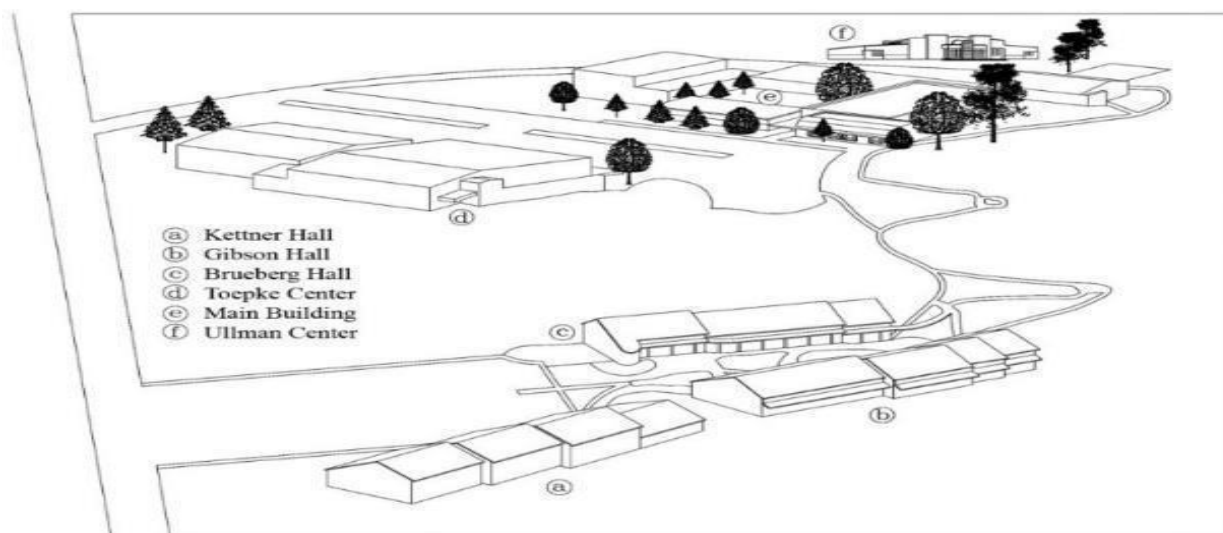 f
e
d
ⓐ Kettner Hall
ⓑ Gibson Hall
ⓒ Brueberg Hall
ⓓ Toepke Center
ⓔ Main Building
ⓕ Ullman Center
c
b
a